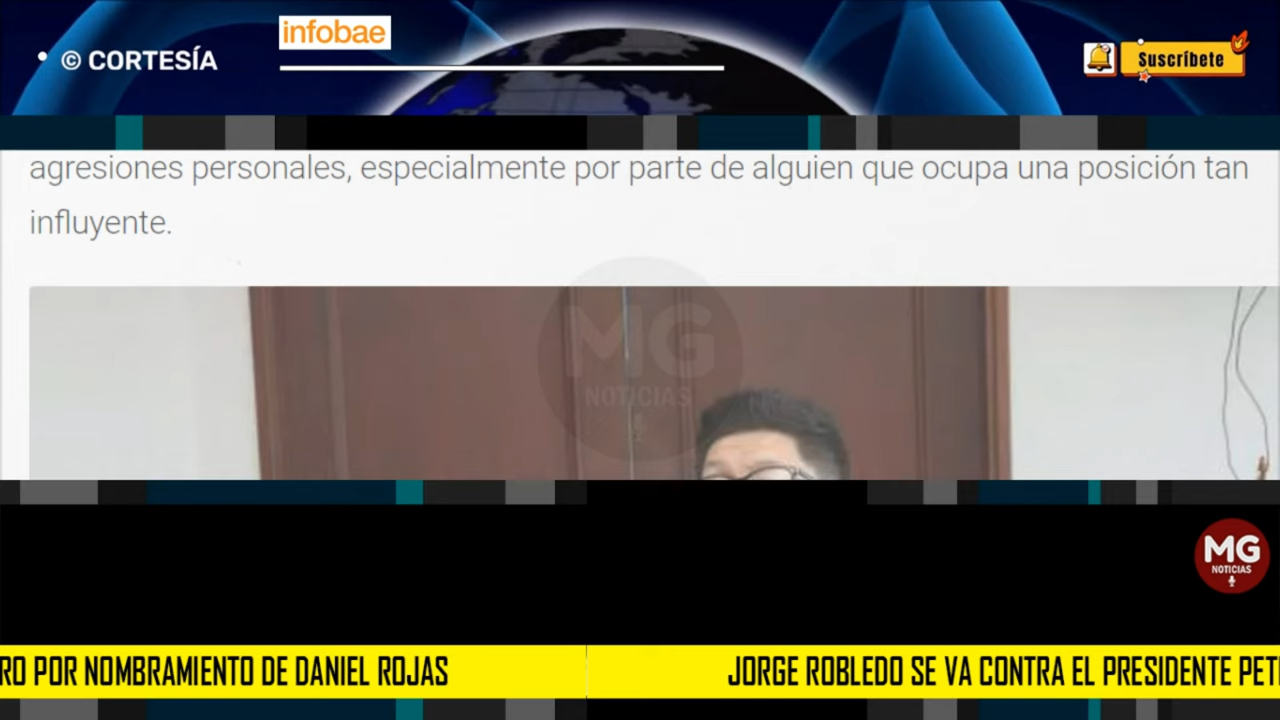 infobae
© CORTESÍA
Suscríbete
agresiones personales, especialmente por parte de alguien que ocupa una posición tan
influyente.
MG
NOTICIAS
MG
NOTICIAS
RO POR NOMBRAMIENTO DE DANIEL ROJAS
JORGE ROBLEDO SE VA CONTRA EL PRESIDENTE PET